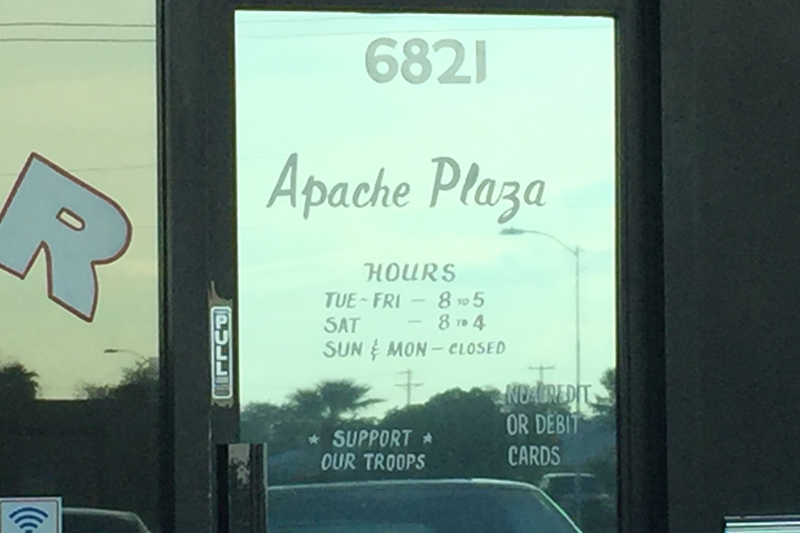 6821
Apache Plaza
R
HOURS
TUE-FRI - 8 TO 5
SAT - 8 TO 4
SUN & MON - CLOSED
PULL
NO CREDIT
OR DEBIT
CARDS
★ SUPPORT ★
OUR TROOPS